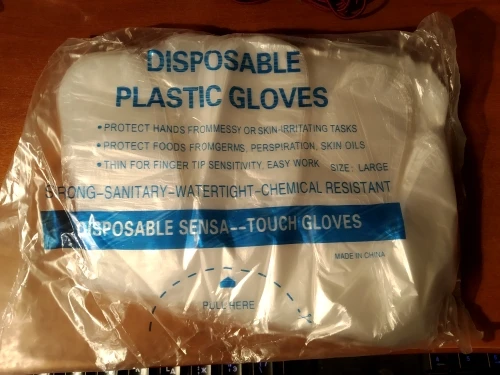 DISPOSABLE
PLASTIC GLOVES
• PROTECT HANDS FROMMESSY OR SKIN-IRRITATING TASKS
• PROTECT FOODS FROMGERMS, PERSPIRATION, SKIN OILS
• THIN FOR FINGER TIP SENSITIVITY, EASY WORK SIZE: LARGE
STRONG-SANITARY-WATERTIGHT-CHEMICAL RESISTANT
DISPOSABLE SENSA--TOUCH GLOVES
MADE IN CHINA
PULL HERE